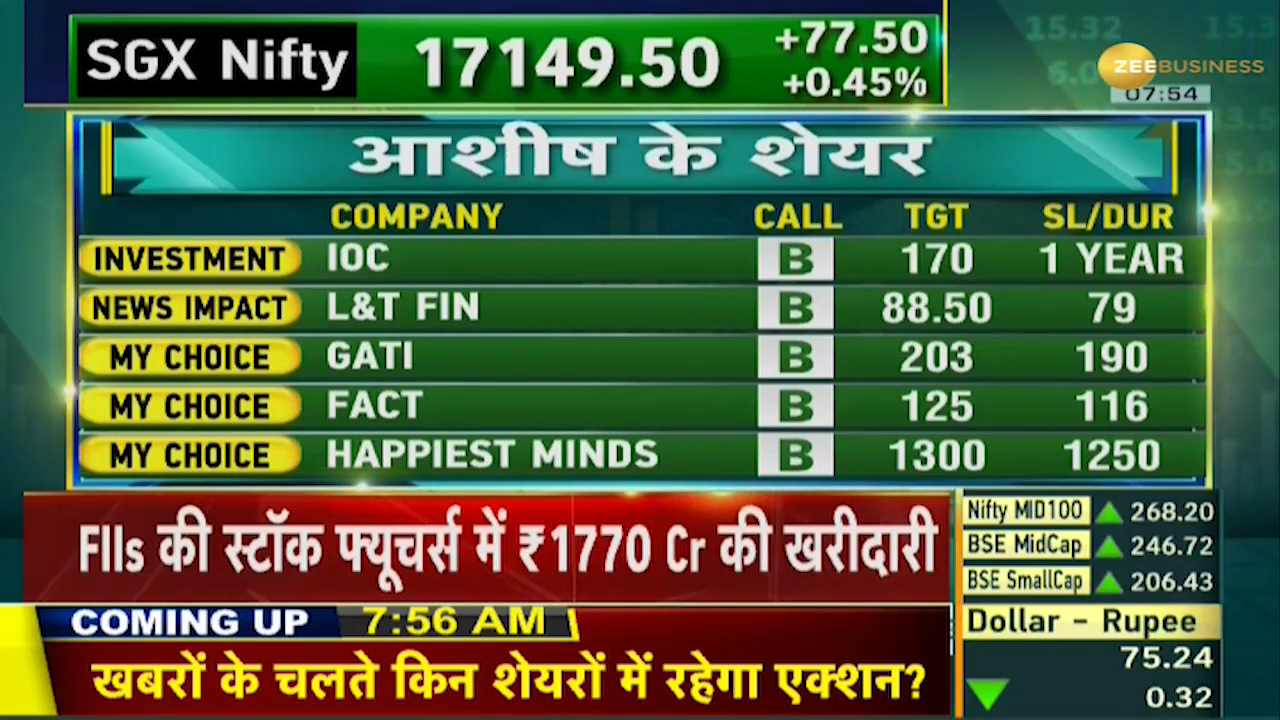 SGX Nifty 17149.50 +77.50
+0.45%
ZEEBUSINESS
07:54
आशीष के शेयर
COMPANY CALL TGT SL/DUR
INVESTMENT IOC B 170 1 YEAR
NEWS IMPACT L&T FIN B 88.50 79
MY CHOICE GATI B 203 190
MY CHOICE FACT B 125 116
MY CHOICE HAPPIEST MINDS B 1300 1250
FIIs की स्टॉक फ्यूचर्स में ₹1770 Cr की खरीदारी
Nifty MID100 268.20
BSE MidCap 246.72
BSE SmallCap 206.43
COMING UP 7:56 AM
खबरों के चलते किन शेयरों में रहेगा एक्शन?
Dollar - Rupee
75.24
0.32